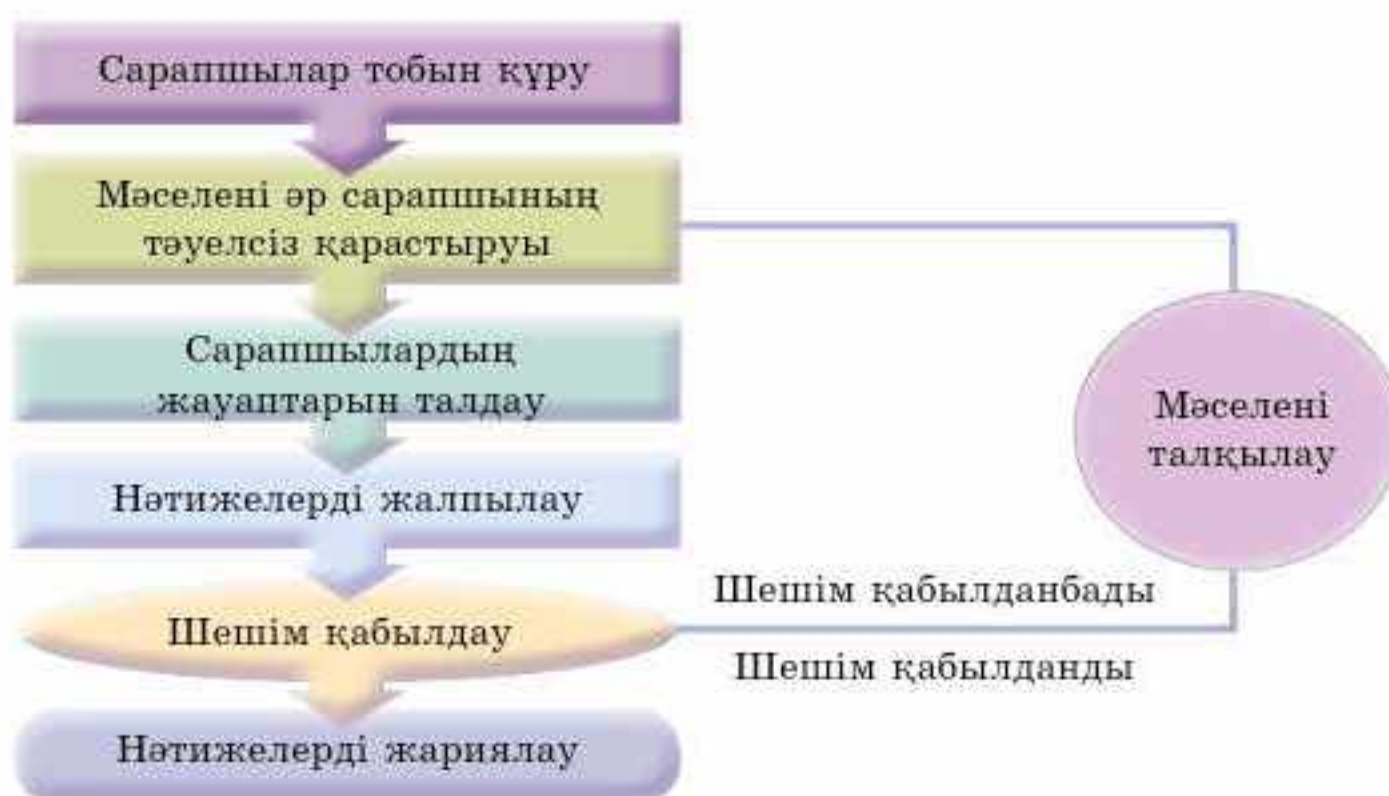 Сарапшылар тобын құру
Мәселені әр сарапшының
тәуелсіз қарастыруы
Сарапшылардың
жауаптарын талдау
Нәтижелерді жалпылау
Шешім қабылдау
Нәтижелерді жариялау
Шешім қабылданбады
Шешім қабылданды
Мәселені
талқылау